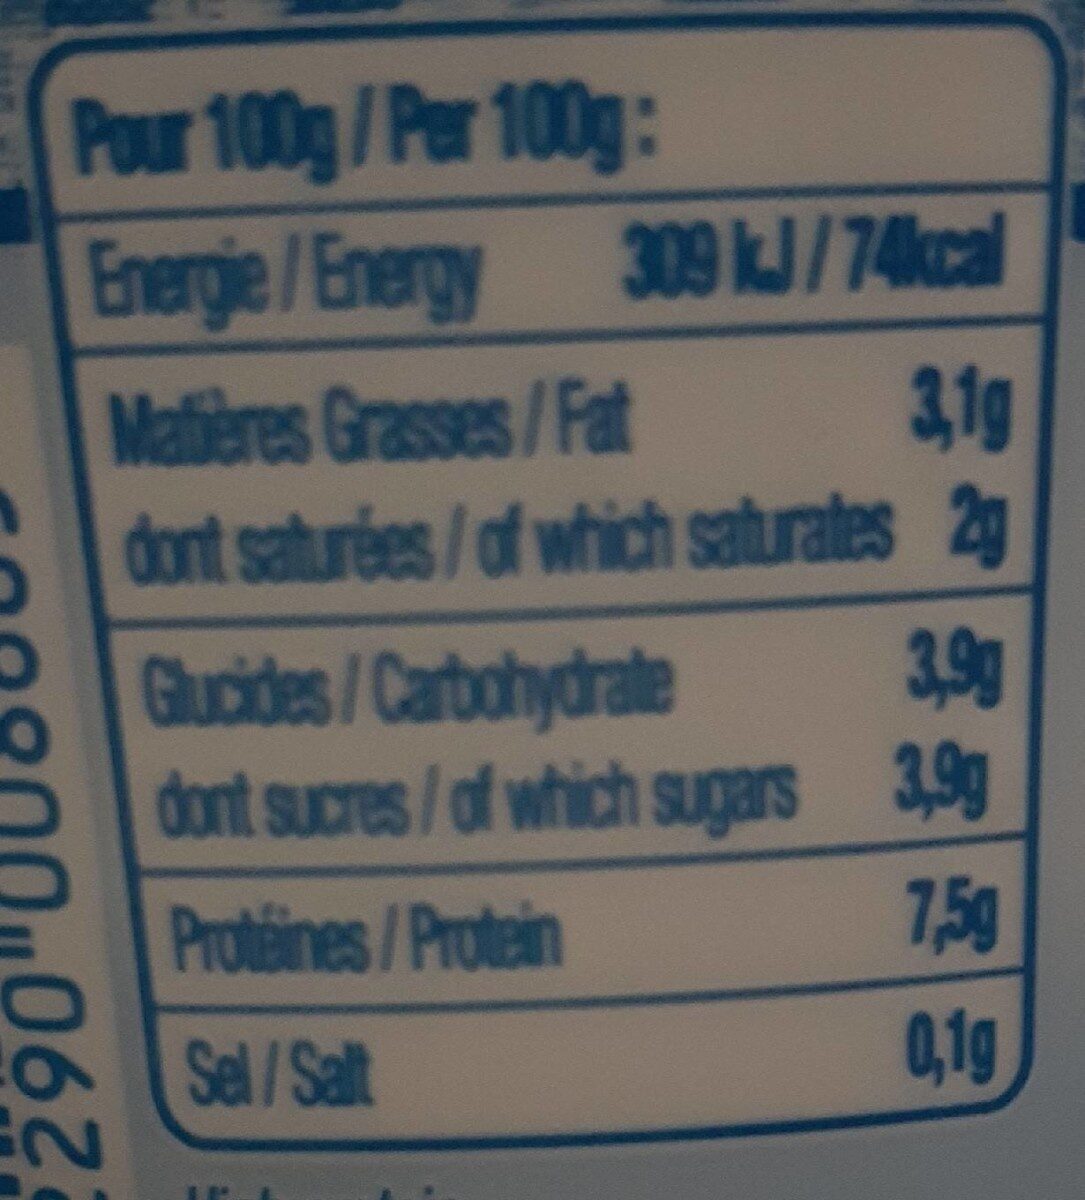 Pour 100g / Per 100g :
Energie / Energy 309 kJ / 74kcal
Matières Grasses / Fat 3,1g
dont saturées / of which saturates 2g
Glucides / Carbohydrate 3,9g
dont sucres / of which sugars 3,9g
Protéines / Protein 7,5g
Sel / Salt 0,1g